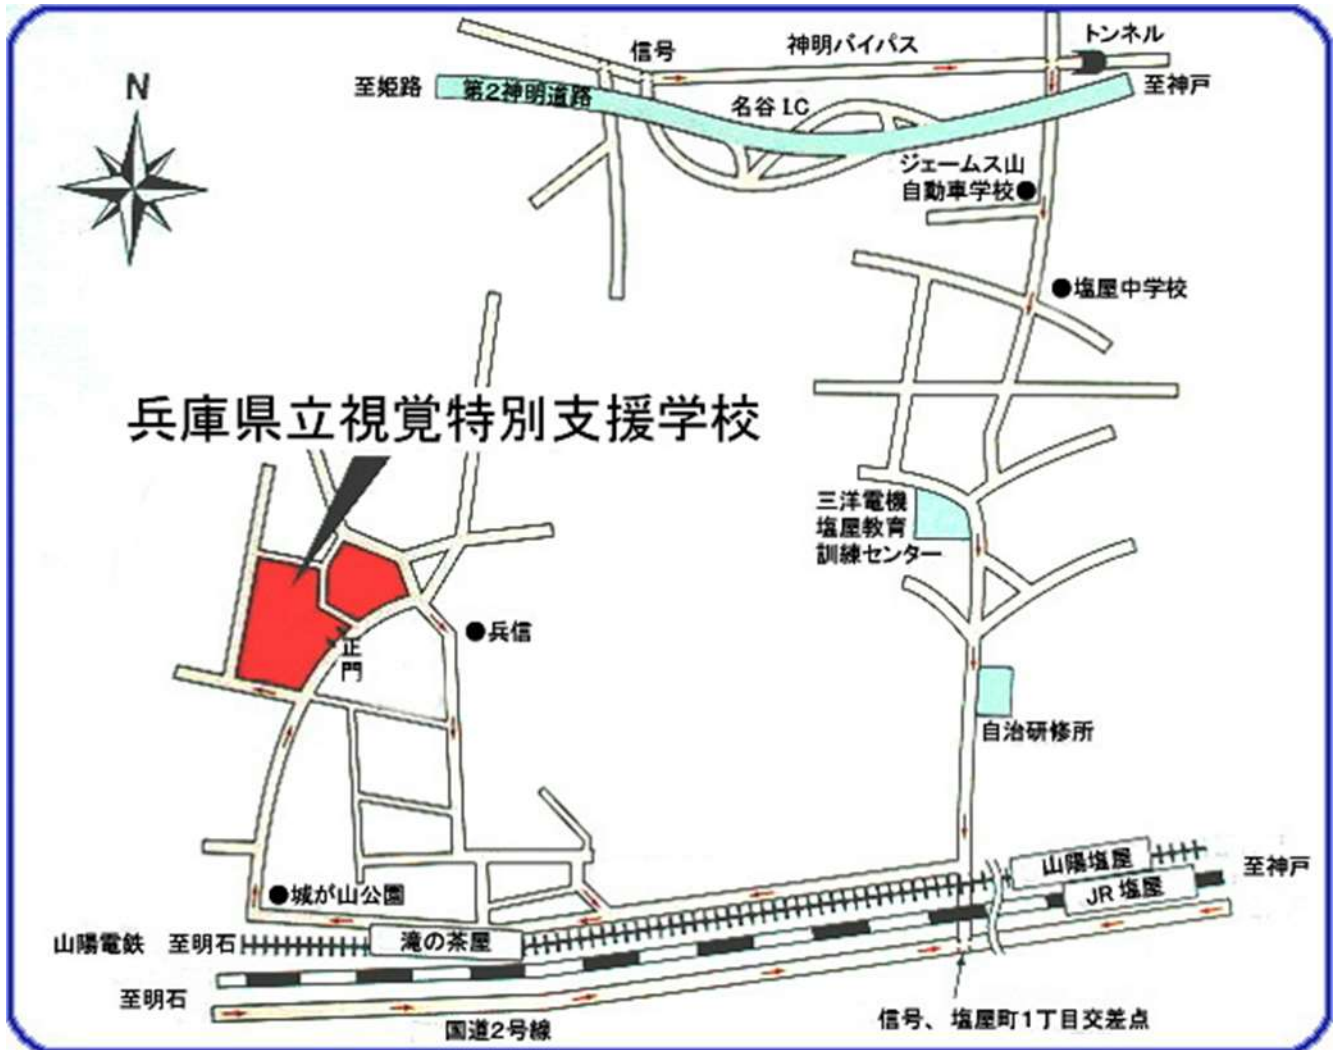 N
信号
神明バイパス
トンネル
至姫路
第2神明道路
至神戸
名谷 I.C
ジェームス山
自動車学校●
●塩屋中学校
兵庫県立視覚特別支援学校
三洋電機
塩屋教育
訓練センター
●兵信
正
門
自治研修所
●城が山公園
山陽塩屋
至神戸
JR 塩屋
山陽電鉄 至明石
滝の茶屋
至明石
国道2号線
信号、塩屋町1丁目交差点